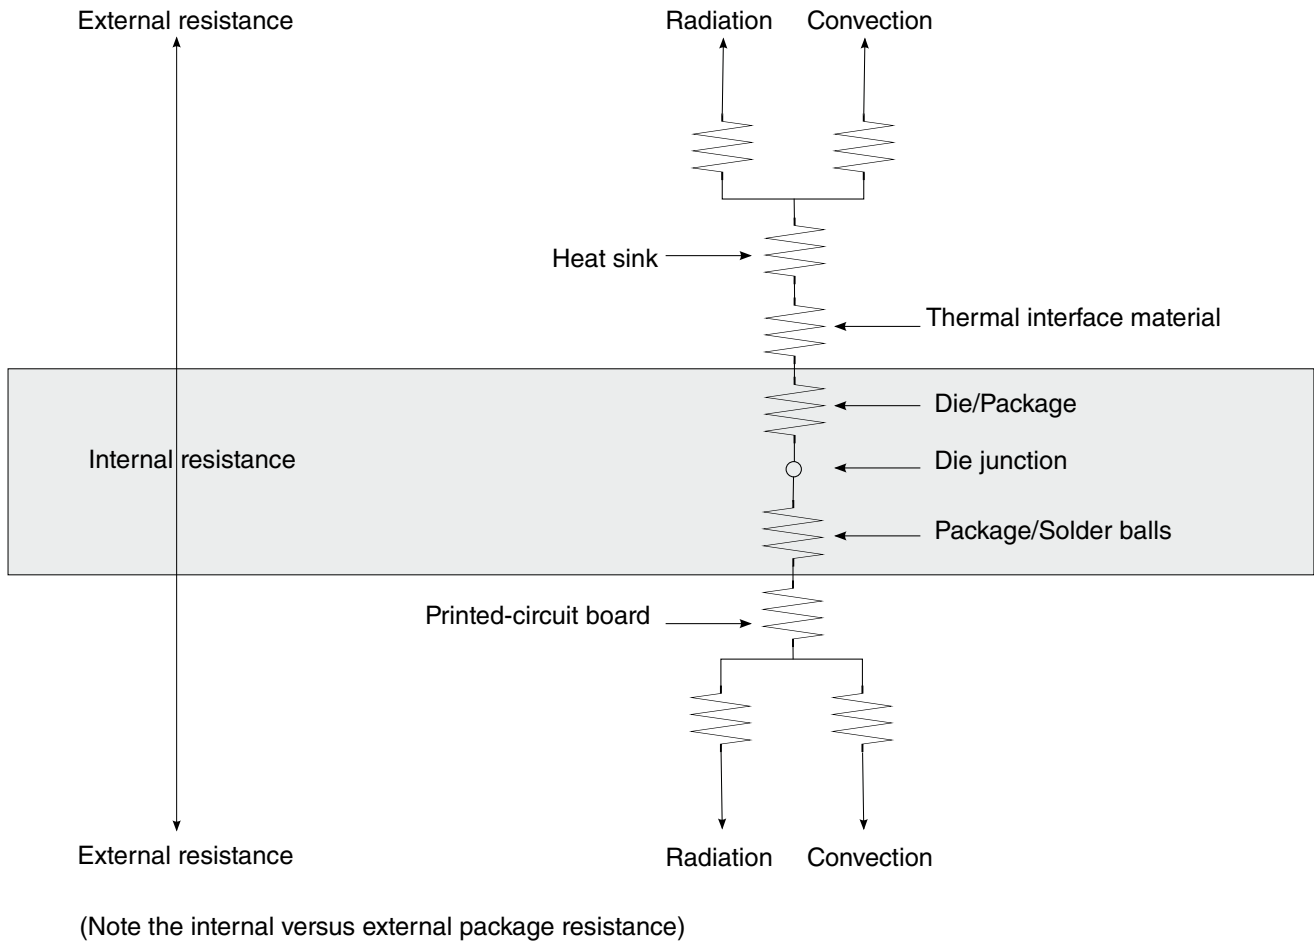 External resistance
Radiation
Convection
Heat sink
Thermal interface material
Die/Package
Internal resistance
Die junction
Package/Solder balls
Printed-circuit board
External resistance
Radiation
Convection
(Note the internal versus external package resistance)